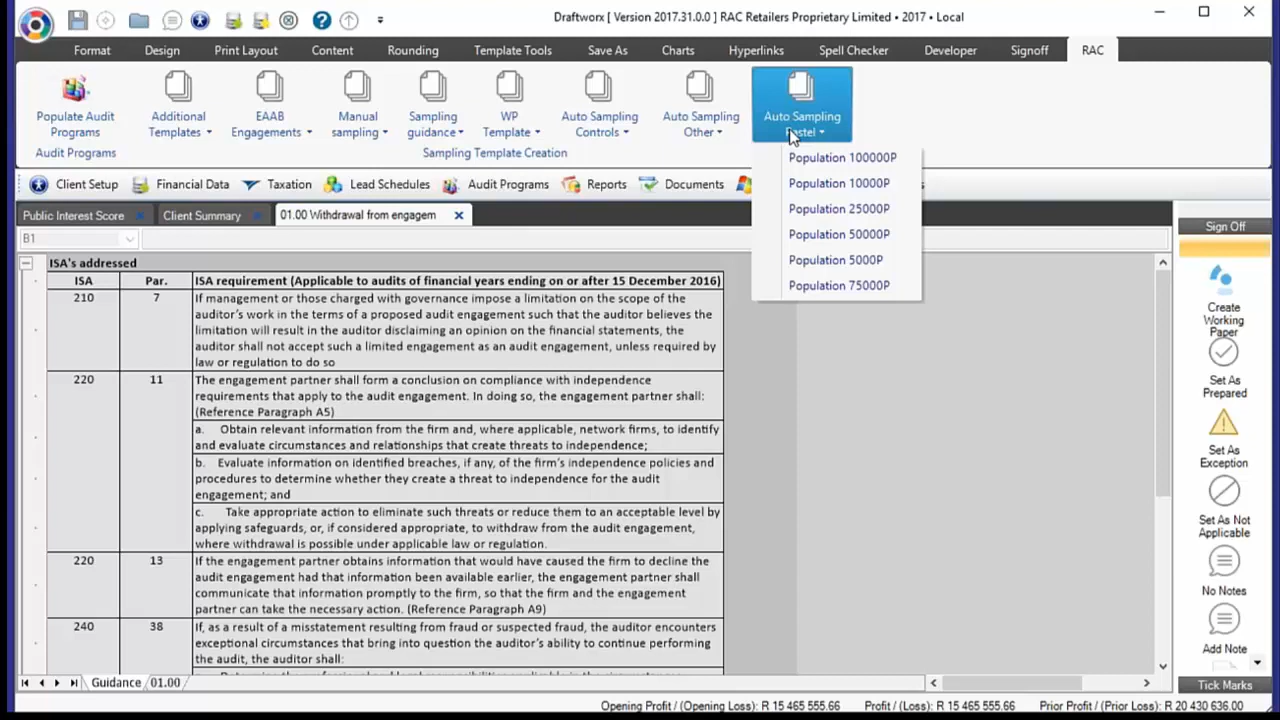 Draftworx [ Version 2017.31.0.0 ] RAC Retailers Proprietary Limited • 2017 • Local
Format Design Print Layout Content Rounding Template Tools Save As Charts Hyperlinks Spell Checker Developer Signoff RAC
Populate Audit Programs
Additional Templates
EAAB Engagements
Manual sampling
Sampling guidance
WP Template
Auto Sampling Controls
Auto Sampling Other
Auto Sampling Pastel
Audit Programs
Sampling Template Creation
Population 100000P
Population 10000P
Population 25000P
Population 50000P
Population 5000P
Population 75000P
Client Setup Financial Data Taxation Lead Schedules Audit Programs Reports Documents
Public Interest Score Client Summary 01.00 Withdrawal from engagem
B1
ISA's addressed
ISA Par. ISA requirement (Applicable to audits of financial years ending on or after 15 December 2016)
210 7 If management or those charged with governance impose a limitation on the scope of the
auditor's work in the terms of a proposed audit engagement such that the auditor believes the
limitation will result in the auditor disclaiming an opinion on the financial statements, the
auditor shall not accept such a limited engagement as an audit engagement, unless required by
law or regulation to do so
220 11 The engagement partner shall form a conclusion on compliance with independence
requirements that apply to the audit engagement. In doing so, the engagement partner shall:
(Reference Paragraph A5)
a. Obtain relevant information from the firm and, where applicable, network firms, to identify
and evaluate circumstances and relationships that create threats to independence;
b. Evaluate information on identified breaches, if any, of the firm's independence policies and
procedures to determine whether they create a threat to independence for the audit
engagement; and
c. Take appropriate action to eliminate such threats or reduce them to an acceptable level by
applying safeguards, or, if considered appropriate, to withdraw from the audit engagement,
where withdrawal is possible under applicable law or regulation.
220 13 If the engagement partner obtains information that would have caused the firm to decline the
audit engagement had that information been available earlier, the engagement partner shall
communicate that information promptly to the firm, so that the firm and the engagement
partner can take the necessary action. (Reference Paragraph A9)
240 38 If, as a result of a misstatement resulting from fraud or suspected fraud, the auditor encounters
exceptional circumstances that bring into question the auditor's ability to continue performing
the audit, the auditor shall:
Sign Off
Create
Working
Paper
Set As
Prepared
Set As
Exception
Set As Not
Applicable
No Notes
Add Note
Tick Marks
Guidance 01.00
Opening Profit / (Opening Loss): R 15 465 555.66 Profit / (Loss): R 15 465 555.66 Prior Profit / (Prior Loss): R 20 430 636.00